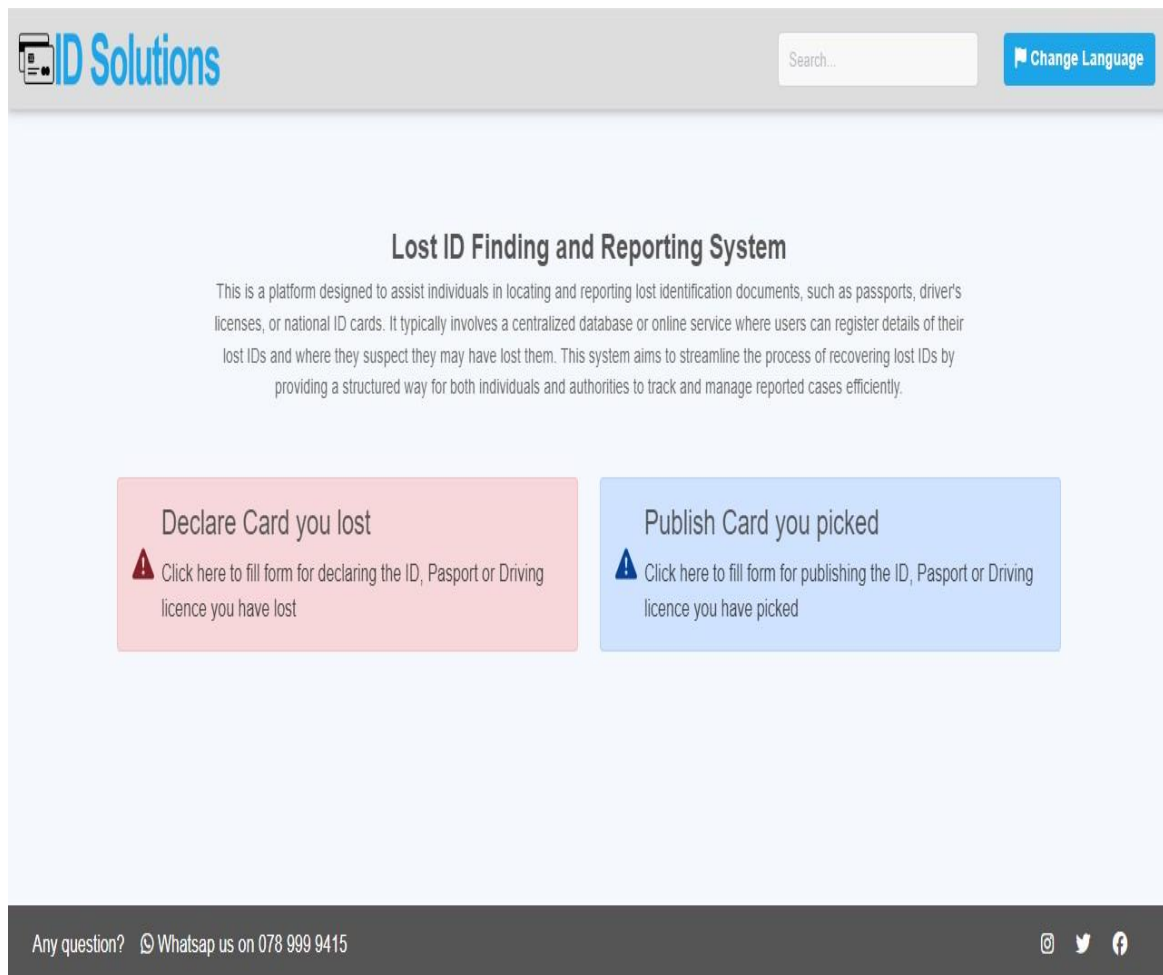 ID Solutions
Search...
Change Language
Lost ID Finding and Reporting System
This is a platform designed to assist individuals in locating and reporting lost identification documents, such as passports, driver's
licenses, or national ID cards. It typically involves a centralized database or online service where users can register details of their
lost IDs and where they suspect they may have lost them. This system aims to streamline the process of recovering lost IDs by
providing a structured way for both individuals and authorities to track and manage reported cases efficiently.
Declare Card you lost
Click here to fill form for declaring the ID, Pasport or Driving
licence you have lost
Publish Card you picked
Click here to fill form for publishing the ID, Pasport or Driving
licence you have picked
Any question? Whatsap us on 078 999 9415